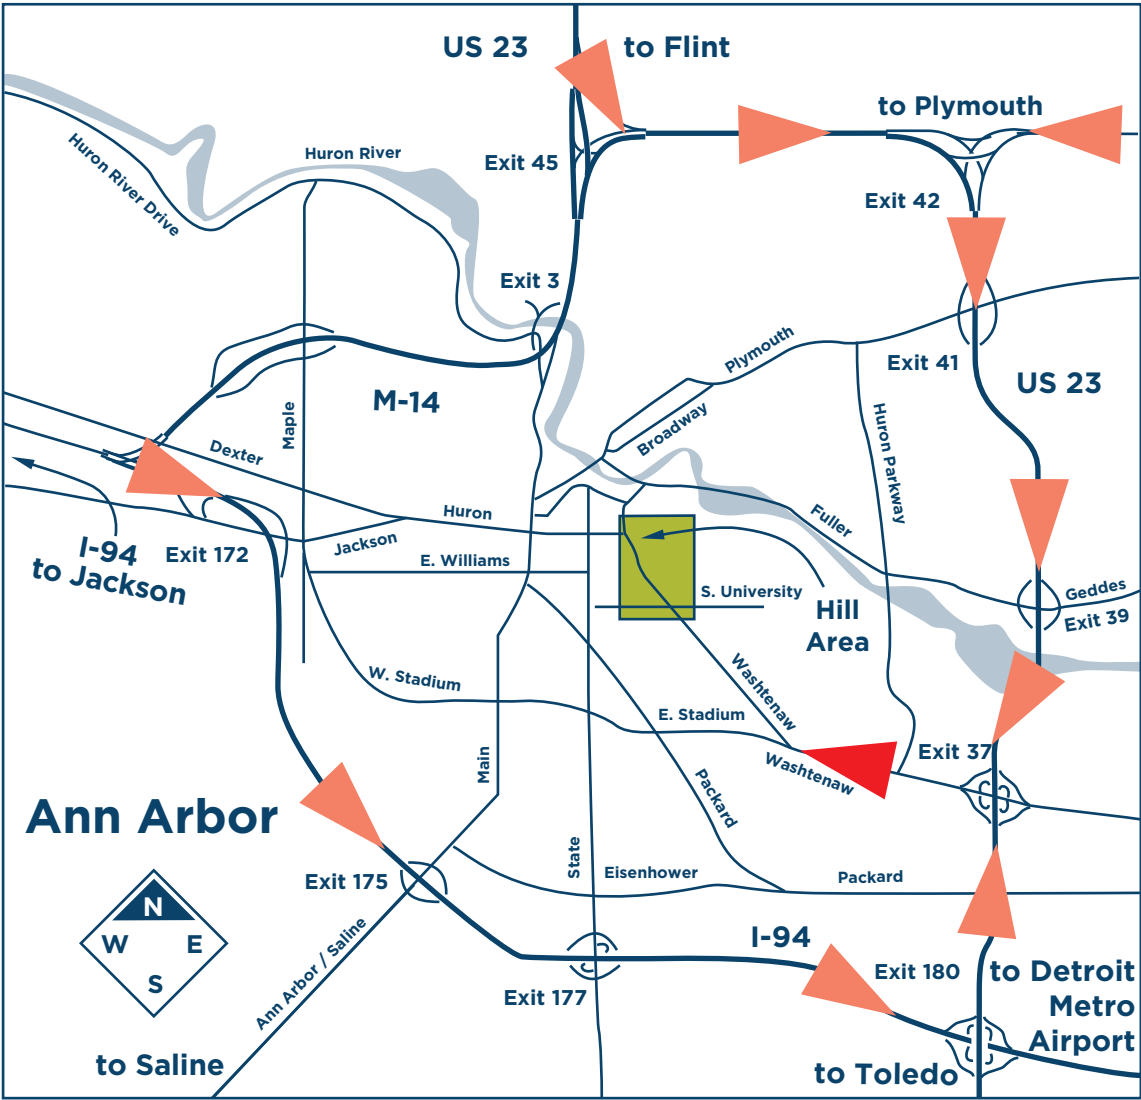 US 23
to Flint
to Plymouth
Huron River
Huron River Drive
Exit 45
Exit 42
Exit 3
Plymouth
Exit 41
US 23
M-14
Maple
Broadway
Huron Parkway
Dexter
Huron
Fuller
I-94
to Jackson
Exit 172
Jackson
E. Williams
S. University
Hill
Area
Geddes
Exit 39
W. Stadium
Washtenaw
E. Stadium
Main
Exit 37
Washtenaw
Packard
Ann Arbor
State
Exit 175
Eisenhower
Packard
N
W E
S
Ann Arbor / Saline
I-94
Exit 180
to Detroit
Metro
Airport
Exit 177
to Saline
to Toledo